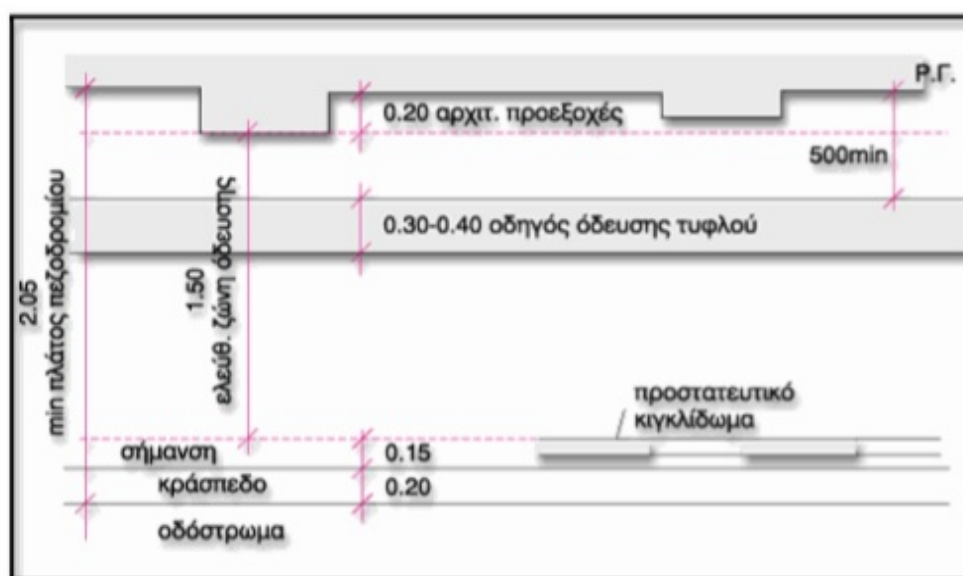 Ρ.Γ.
0.20 αρχιτ. προεξοχές
500min
0.30-0.40 οδηγός όδευσης τυφλού
2.05
min πλάτος πεζοδρομίου
1.50
ελεύθ. ζώνη όδευσης
προστατευτικό
κιγκλίδωμα
σήμανση
0.15
κράσπεδο
0.20
οδόστρωμα